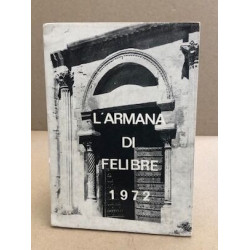 L'ARMANA
DI
FELIBRE
1972